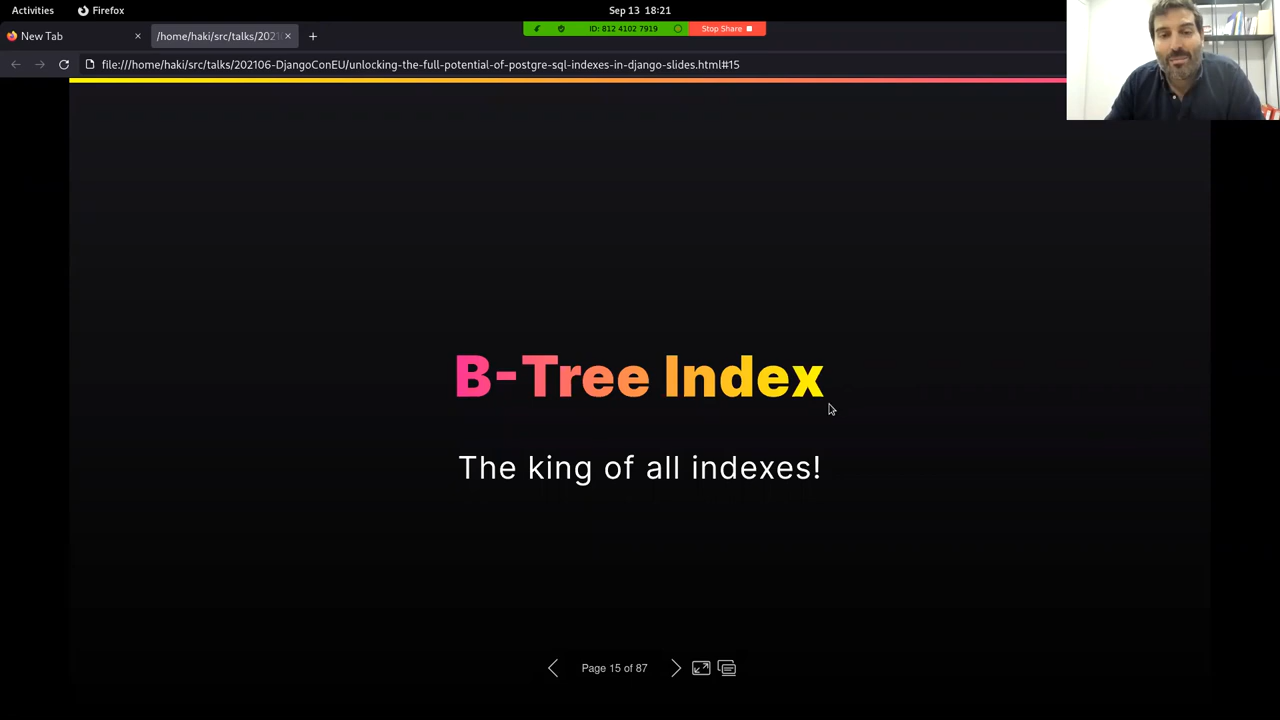 Activities
Firefox
Sep 13 18:21
New Tab
/home/haki/src/talks/2021
ID: 812 4102 7919
Stop Share
file:///home/haki/src/talks/202106-DjangoConEU/unlocking-the-full-potential-of-postgre-sql-indexes-in-django-slides.html#15
B-Tree Index
The king of all indexes!
Page 15 of 87